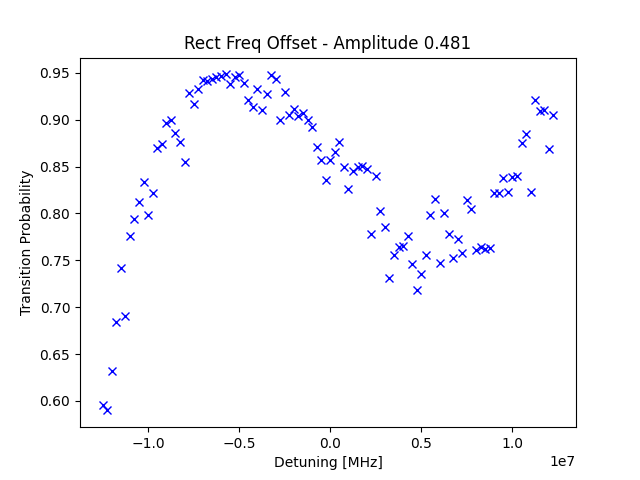 Rect Freq Offset - Amplitude 0.481
Transition Probability
0.95
0.90
0.85
0.80
0.75
0.70
0.65
0.60
−1.0 −0.5 0.0 0.5 1.0
1e7
Detuning [MHz]